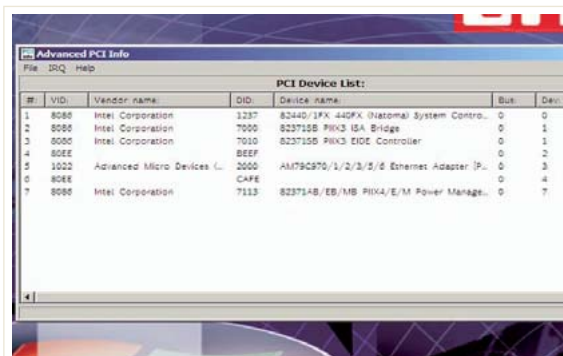 Advanced PCI Info
File IRQ Help
PCI Device List:
#: VID: Vendor name: DID: Device name: Bus: Dev:
1 8086 Intel Corporation 1237 82440/1FX 440FX (Natoma) System Contro... 0 0
2 8086 Intel Corporation 7000 82371SB PIIX3 ISA Bridge 0 1
3 8086 Intel Corporation 7010 82371SB PIIX3 EIDE Controller 0 1
4 80EE BEEF 0 2
5 1022 Advanced Micro Devices (... 2000 AM79C970/1/2/3/5/6 Ethernet Adapter (P... 0 3
6 80EE CAFE 0 4
7 8086 Intel Corporation 7113 82371AB/EB/MB PIIX4/E/M Power Manage... 0 7